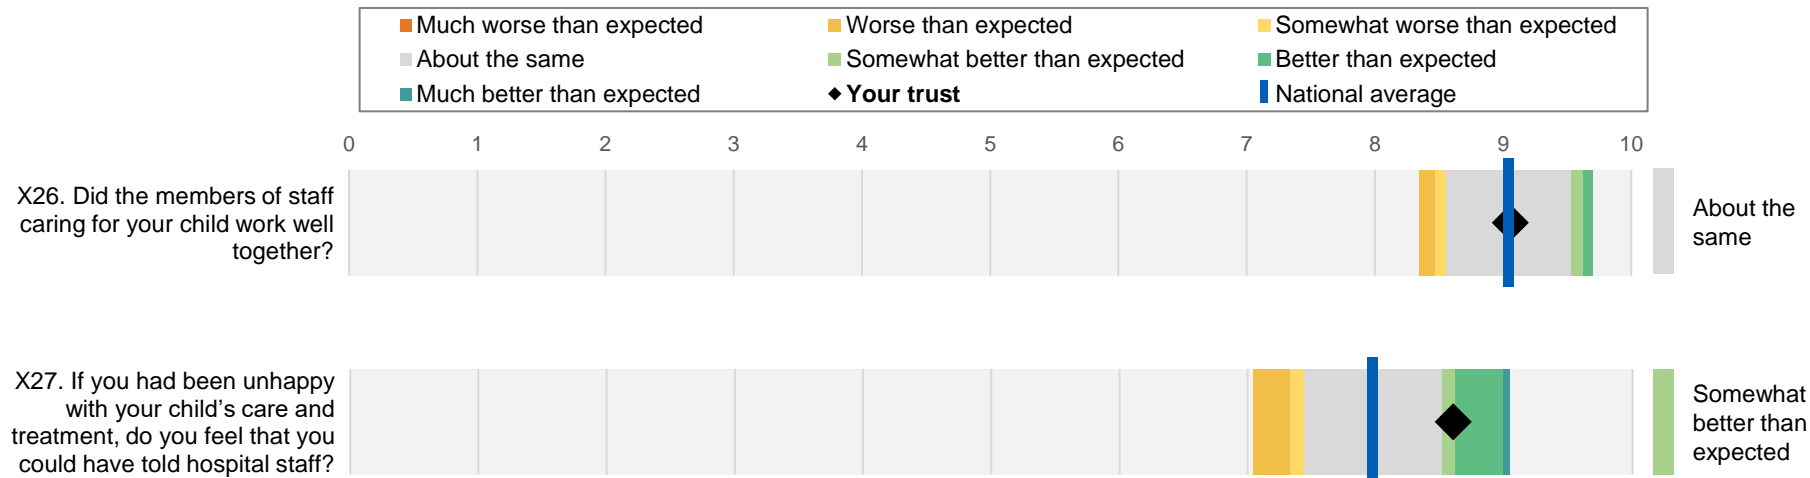 Much worse than expected
Worse than expected
Somewhat worse than expected
About the same
Somewhat better than expected
Better than expected
Much better than expected
Your trust
National average
0 1 2 3 4 5 6 7 8 9 10
X26. Did the members of staff
caring for your child work well
together?
About the
same
X27. If you had been unhappy
with your child’s care and
treatment, do you feel that you
could have told hospital staff?
Somewhat
better than
expected